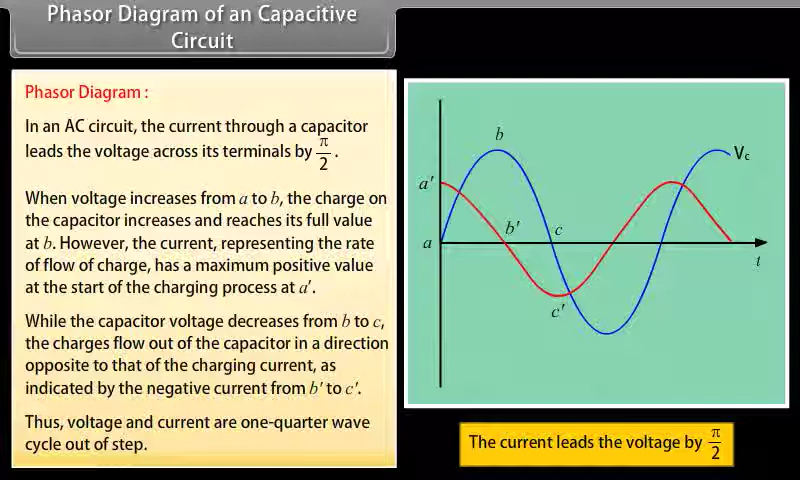 Phasor Diagram of an Capacitive
Circuit
Phasor Diagram :
In an AC circuit, the current through a capacitor
leads the voltage across its terminals by π/2 .
When voltage increases from a to b, the charge on
the capacitor increases and reaches its full value
at b. However, the current, representing the rate
of flow of charge, has a maximum positive value
at the start of the charging process at a′.
While the capacitor voltage decreases from b to c,
the charges flow out of the capacitor in a direction
opposite to that of the charging current, as
indicated by the negative current from b′ to c′.
Thus, voltage and current are one-quarter wave
cycle out of step.
b
Vc
a′
b′
c
a
t
c′
The current leads the voltage by π/2